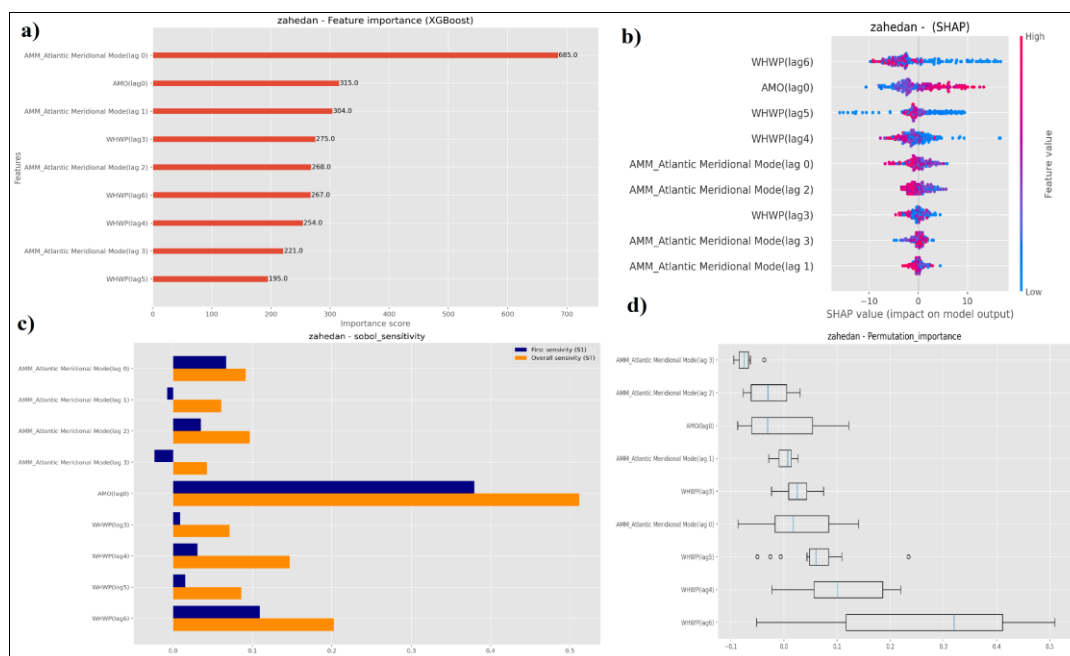 a)
zahedan - Feature importance (XGBoost)
AMM_Atlantic Meridional Mode(lag 0)
685.0
AMO(lag0)
315.0
AMM_Atlantic Meridional Mode(lag 1)
304.0
WHWP(lag3)
275.0
AMM_Atlantic Meridional Mode(lag 2)
268.0
WHWP(lag6)
267.0
WHWP(lag4)
254.0
AMM_Atlantic Meridional Mode(lag 3)
221.0
WHWP(lag5)
195.0
Features
0 100 200 300 400 500 600 700
Importance score
b)
zahedan - (SHAP)
High
WHWP(lag6)
AMO(lag0)
WHWP(lag5)
WHWP(lag4)
AMM_Atlantic Meridional Mode(lag 0)
AMM_Atlantic Meridional Mode(lag 2)
WHWP(lag3)
AMM_Atlantic Meridional Mode(lag 3)
AMM_Atlantic Meridional Mode(lag 1)
Feature value
Low
−10 0 10
SHAP value (impact on model output)
c)
zahedan - sobol_sensitivity
First sensivity (S1)
Overall sensivity (ST)
AMM_Atlantic Meridional Mode(lag 0)
AMM_Atlantic Meridional Mode(lag 1)
AMM_Atlantic Meridional Mode(lag 2)
AMM_Atlantic Meridional Mode(lag 3)
AMO(lag0)
WHWP(lag3)
WHWP(lag4)
WHWP(lag5)
WHWP(lag6)
0.0 0.1 0.2 0.3 0.4 0.5
d)
zahedan - Permutation_importance
AMM_Atlantic Meridional Mode(lag 3)
AMM_Atlantic Meridional Mode(lag 2)
AMO(lag0)
AMM_Atlantic Meridional Mode(lag 1)
WHWP(lag3)
AMM_Atlantic Meridional Mode(lag 0)
WHWP(lag5)
WHWP(lag4)
WHWP(lag6)
−0.1 0.0 0.1 0.2 0.3 0.4 0.5